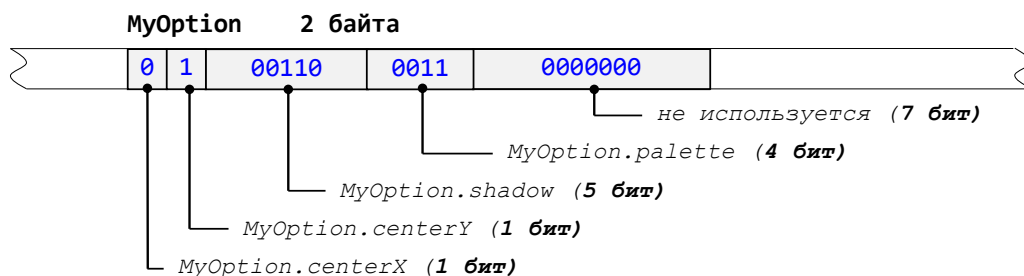 MyOption 2 байта
0 1 00110 0011 0000000
не используется (7 бит)
MyOption.palette (4 бит)
MyOption.shadow (5 бит)
MyOption.centerY (1 бит)
MyOption.centerX (1 бит)